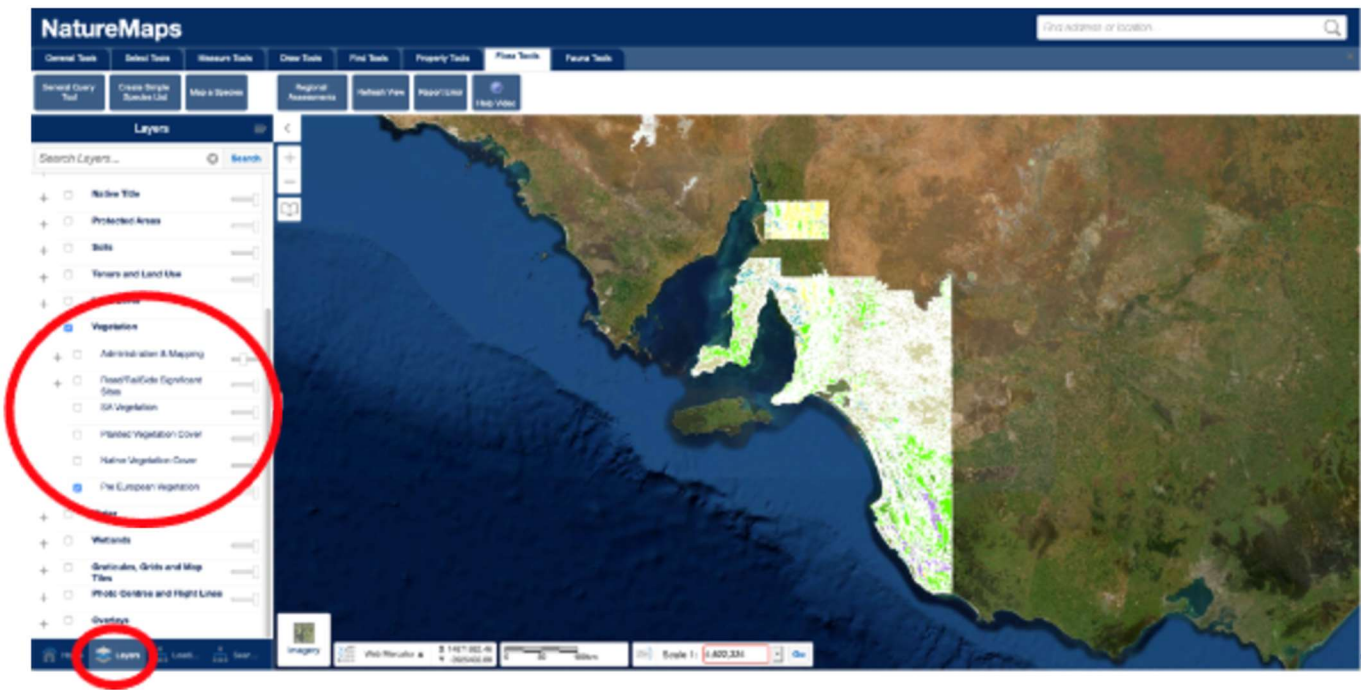 NatureMaps
Find address or location
General Tools
Select Tools
Measure Tools
Draw Tools
Find Tools
Property Tools
Flora Tools
Fauna Tools
General Query
Tool
Create Simple
Species List
Map a Species
Regional
Assessments
Refresh View
Report Error
Help Video
Layers
Search Layers...
Search
Native Title
Protected Areas
Soils
Tenure and Land Use
Vegetation
Administration & Mapping
Road/RailSide Significant
Sites
SA Vegetation
Planted Vegetation Cover
Native Vegetation Cover
Pre European Vegetation
Water
Wetlands
Graticules, Grids and Map
Tiles
Photo Centres and Flight Lines
Overlays
Layers
Imagery
Web Mercator
Scale 1:
Go